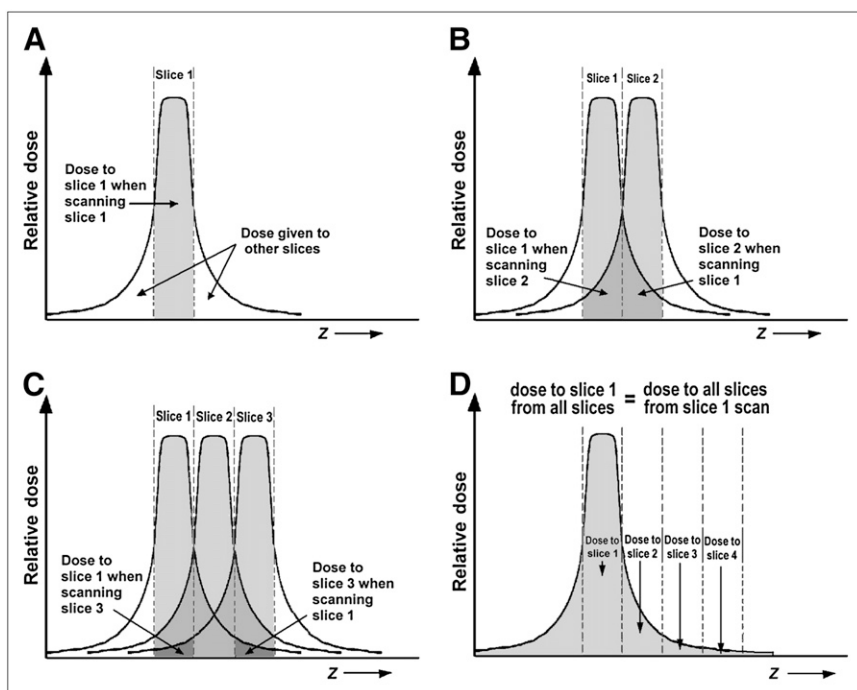 A
Relative dose
Slice 1
Dose to
slice 1 when
scanning
slice 1
Dose given to
other slices
Z
B
Relative dose
Slice 1 Slice 2
Dose to
slice 1 when
scanning
slice 2
Dose to
slice 2 when
scanning
slice 1
Z
C
Relative dose
Slice 1 Slice 2 Slice 3
Dose to
slice 1 when
scanning
slice 3
Dose to
slice 3 when
scanning
slice 1
Z
D
Relative dose
dose to slice 1 = dose to all slices
from all slices from slice 1 scan
Dose to
slice 1
Dose to
slice 2
Dose to
slice 3
Dose to
slice 4
Z